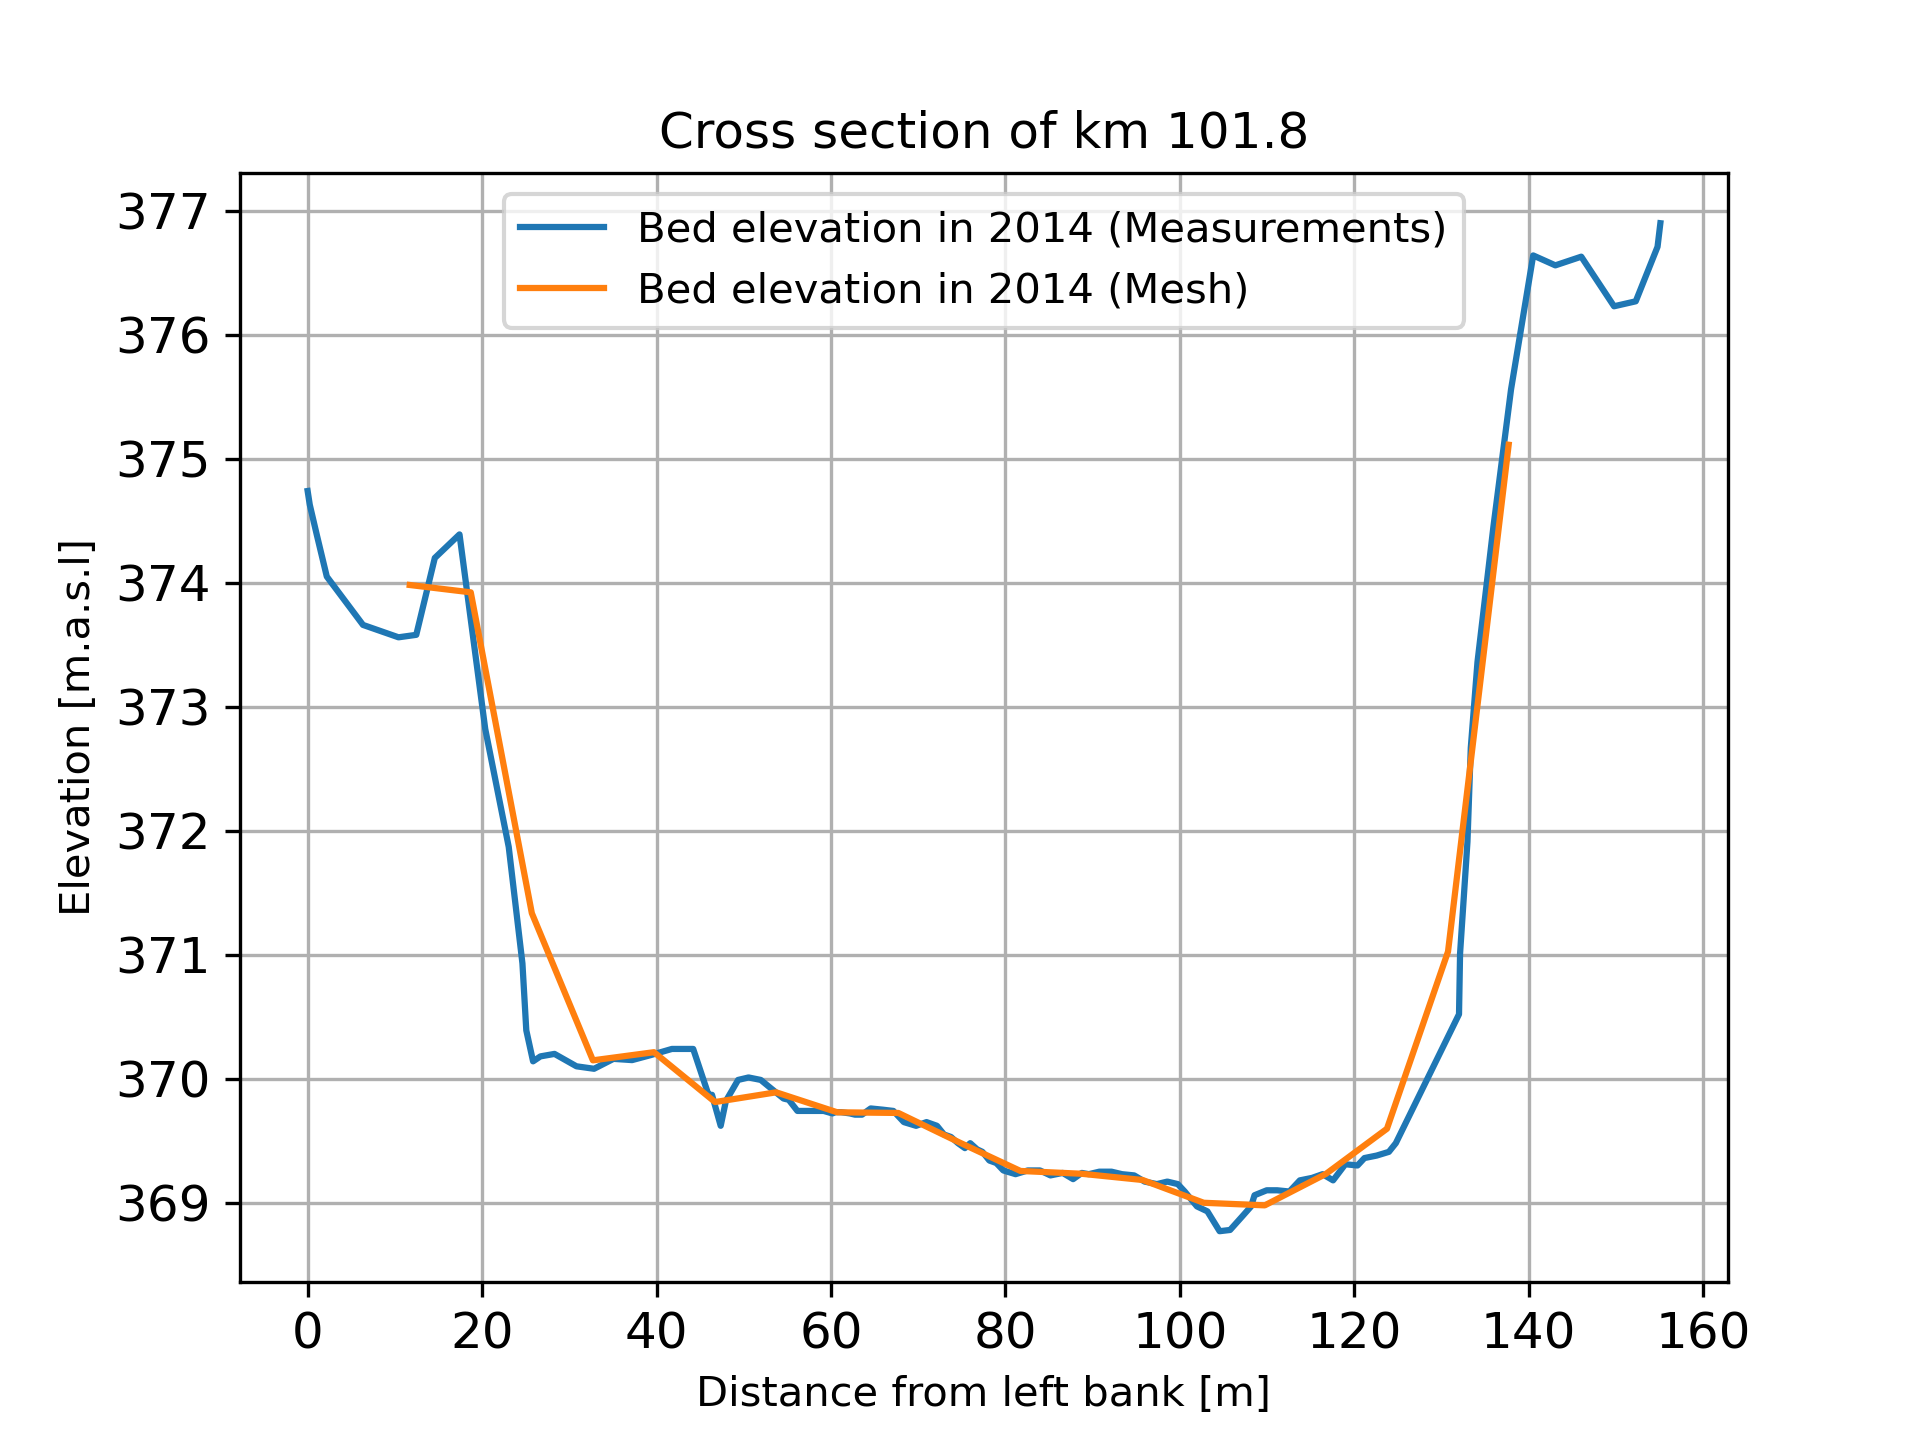 Cross section of km 101.8
Bed elevation in 2014 (Measurements)
Bed elevation in 2014 (Mesh)
377
376
375
374
373
372
371
370
369
Elevation [m.a.s.l]
0 20 40 60 80 100 120 140 160
Distance from left bank [m]